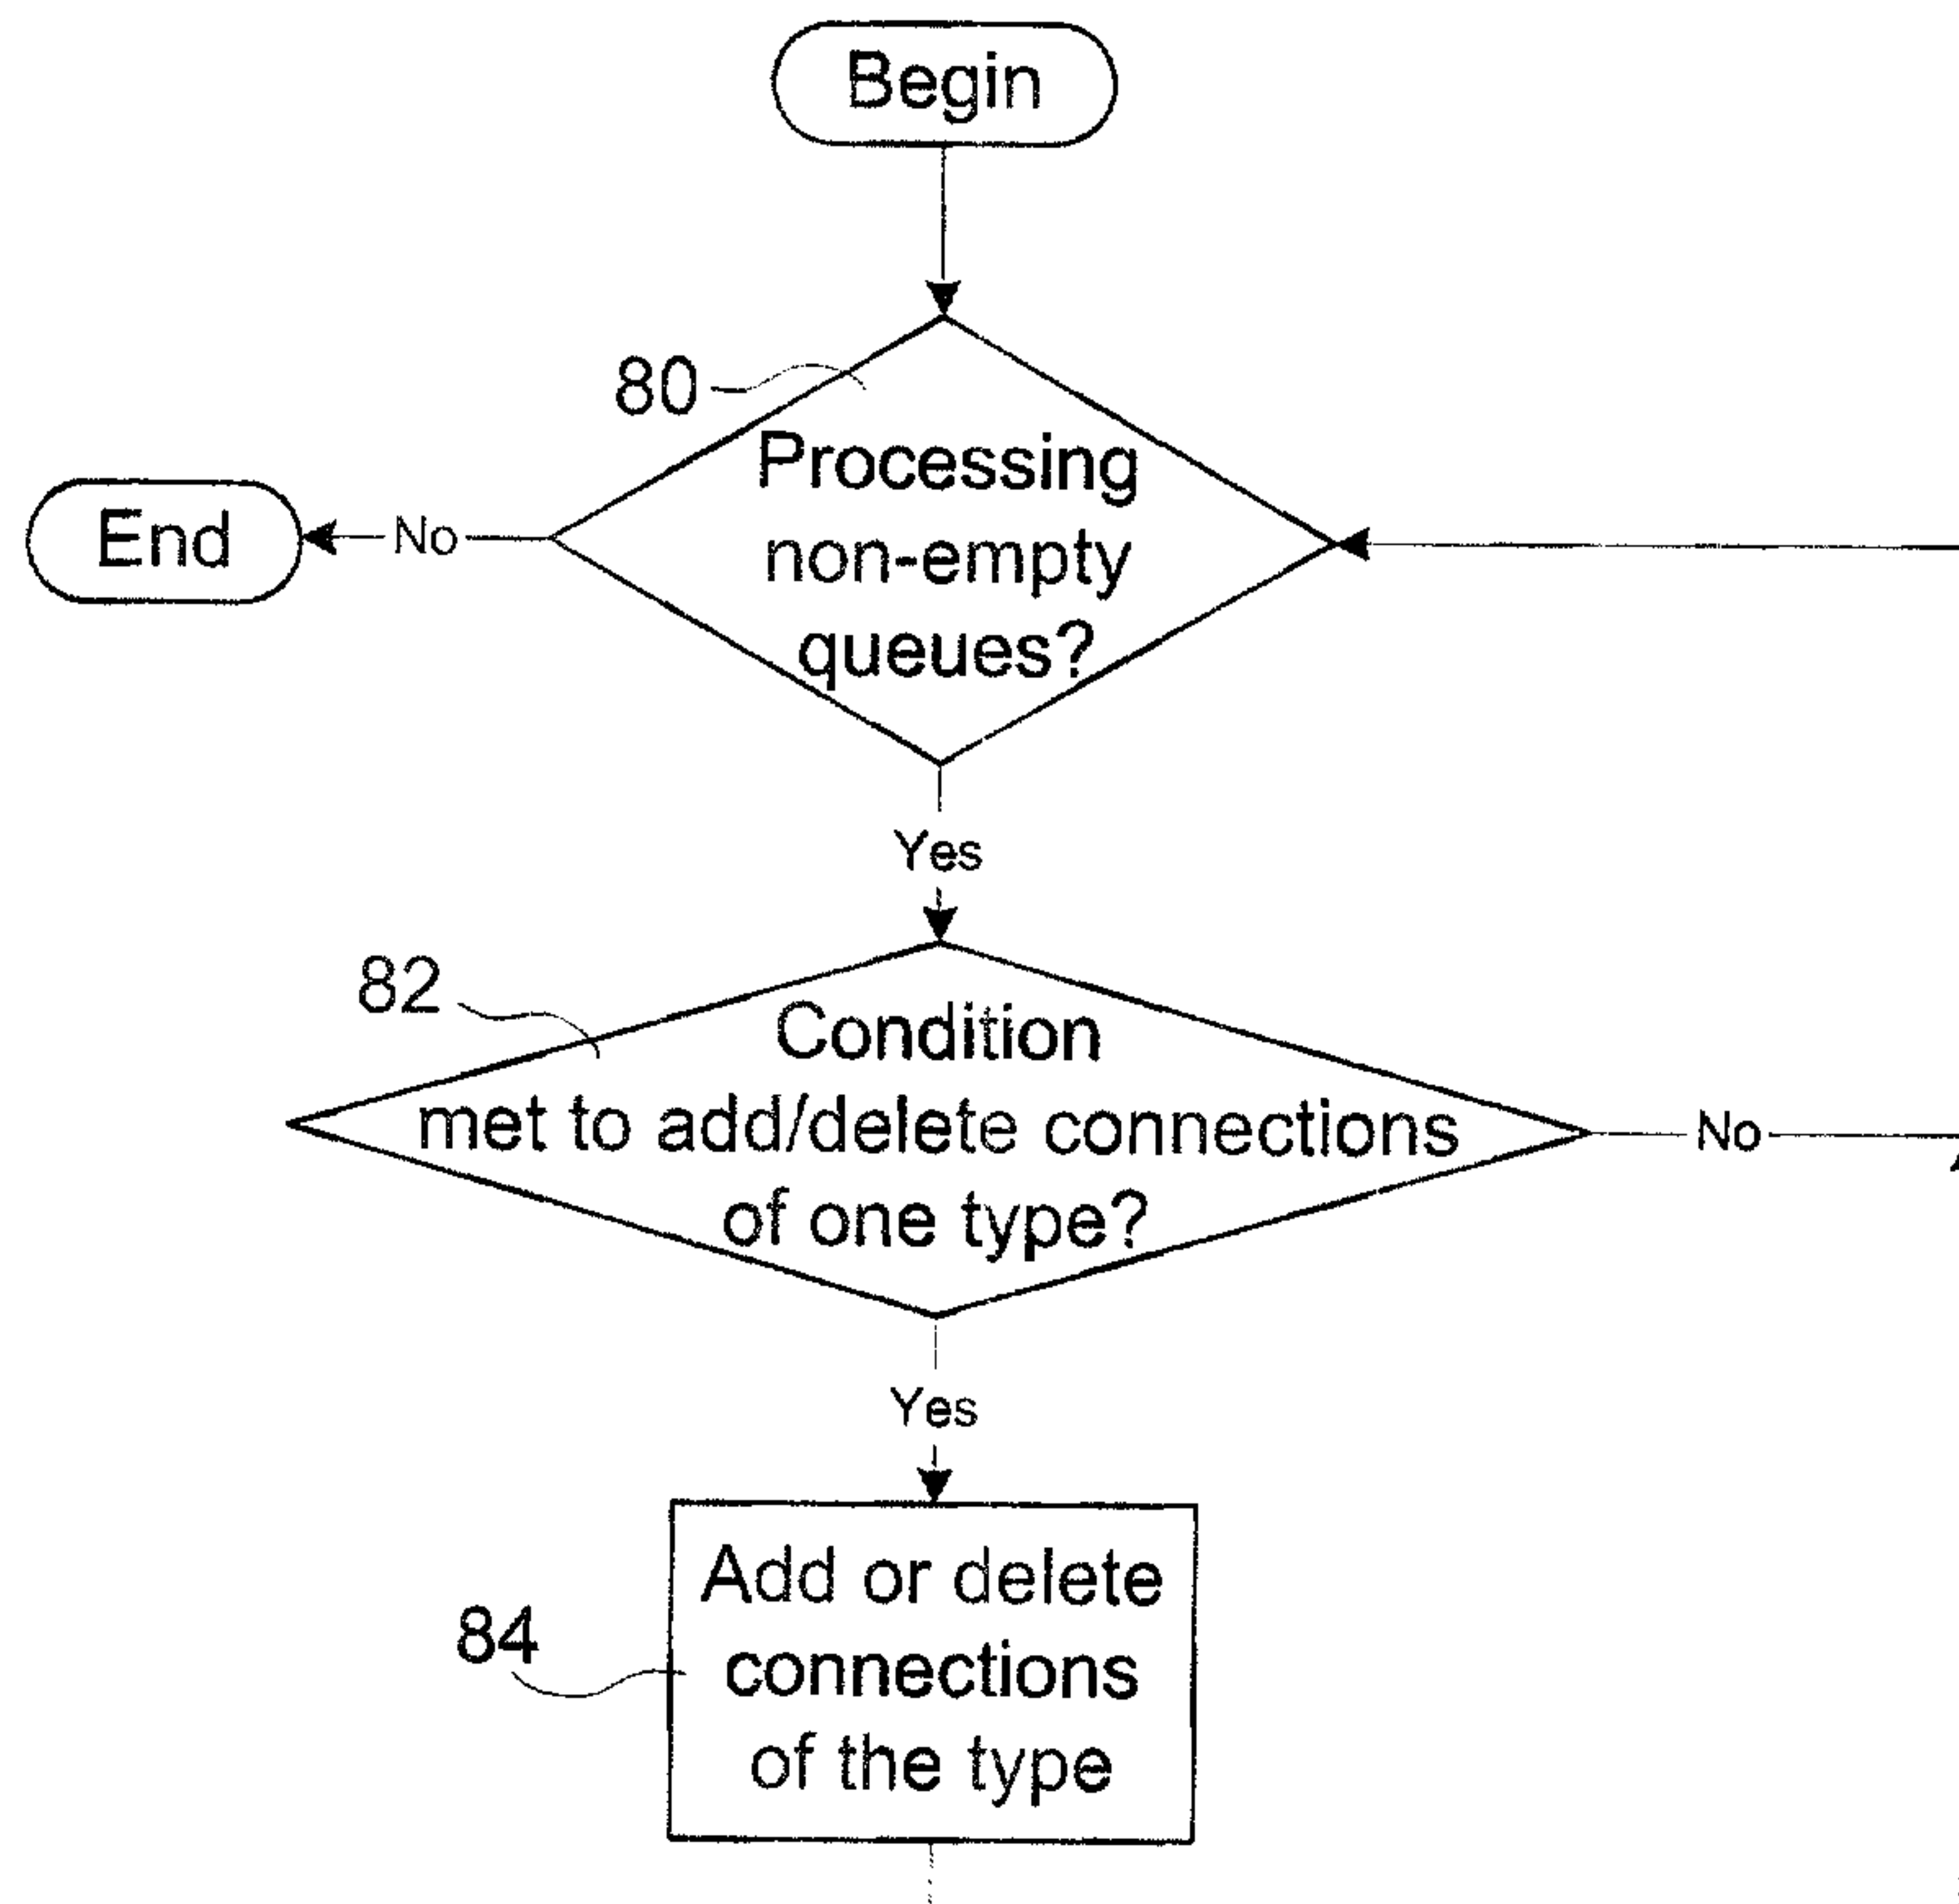 Begin
80
Processing
non-empty
queues?
End
No
Yes
82
Condition
met to add/delete connections
of one type?
No
Yes
84
Add or delete
connections
of the type